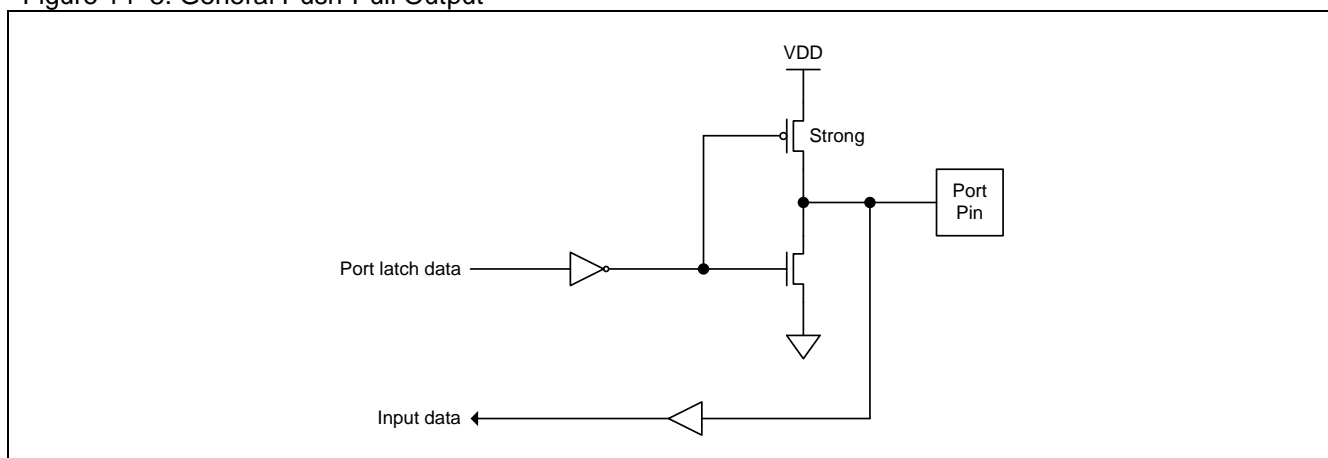 Figure 11-3. General Push-Pull Output
VDD
Strong
Port
Pin
Port latch data
Input data